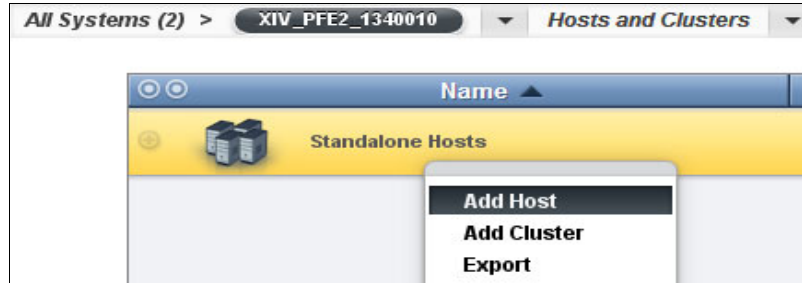 All Systems (2) > XIV_PFE2_1340010 Hosts and Clusters
Name
Standalone Hosts
Add Host
Add Cluster
Export